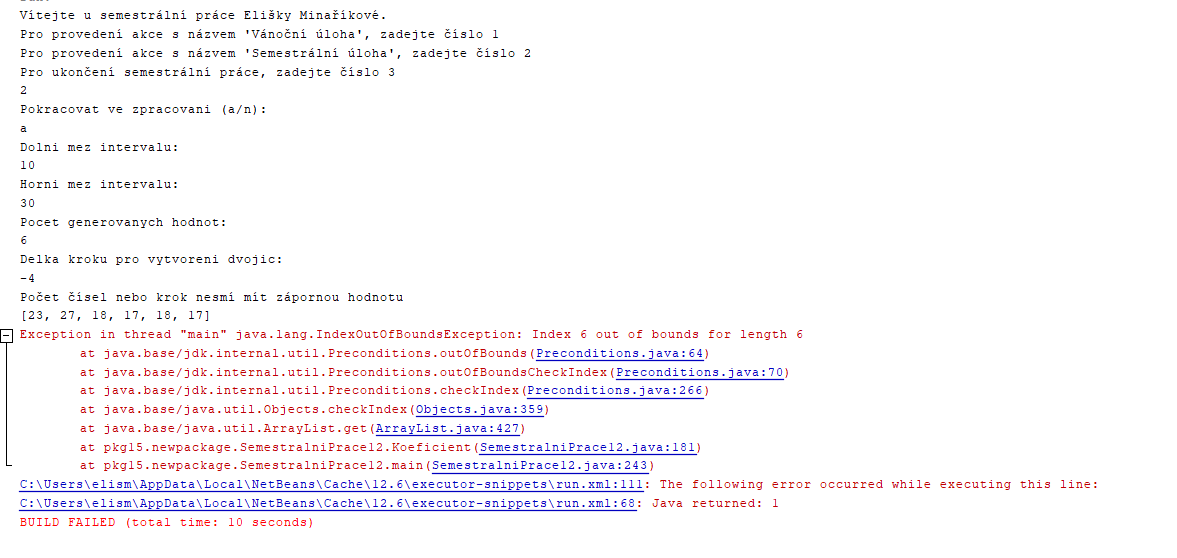 Vítejte u semestrální práce Elišky Minaříkové.
Pro provedení akce s názvem 'Vánoční úloha', zadejte číslo 1
Pro provedení akce s názvem 'Semestrální úloha', zadejte číslo 2
Pro ukončení semestrální práce, zadejte číslo 3
2
Pokracovat ve zpracovani (a/n):
a
Dolni mez intervalu:
10
Horni mez intervalu:
30
Pocet generovanych hodnot:
6
Delka kroku pro vytvoreni dvojic:
-4
Počet čísel nebo krok nesmí mít zápornou hodnotu
[23, 27, 18, 17, 18, 17]
Exception in thread "main" java.lang.IndexOutOfBoundsException: Index 6 out of bounds for length 6
at java.base/jdk.internal.util.Preconditions.outOfBounds(Preconditions.java:64)
at java.base/jdk.internal.util.Preconditions.outOfBoundsCheckIndex(Preconditions.java:70)
at java.base/jdk.internal.util.Preconditions.checkIndex(Preconditions.java:266)
at java.base/java.util.Objects.checkIndex(Objects.java:359)
at java.base/java.util.ArrayList.get(ArrayList.java:427)
at pkg15.newpackage.SemestralniPrace12.Koeficient(SemestralniPrace12.java:181)
at pkg15.newpackage.SemestralniPrace12.main(SemestralniPrace12.java:243)
C:\Users\elism\AppData\Local\NetBeans\Cache\12.6\executor-snippets\run.xml:111: The following error occurred while executing this line:
C:\Users\elism\AppData\Local\NetBeans\Cache\12.6\executor-snippets\run.xml:68: Java returned: 1
BUILD FAILED (total time: 10 seconds)